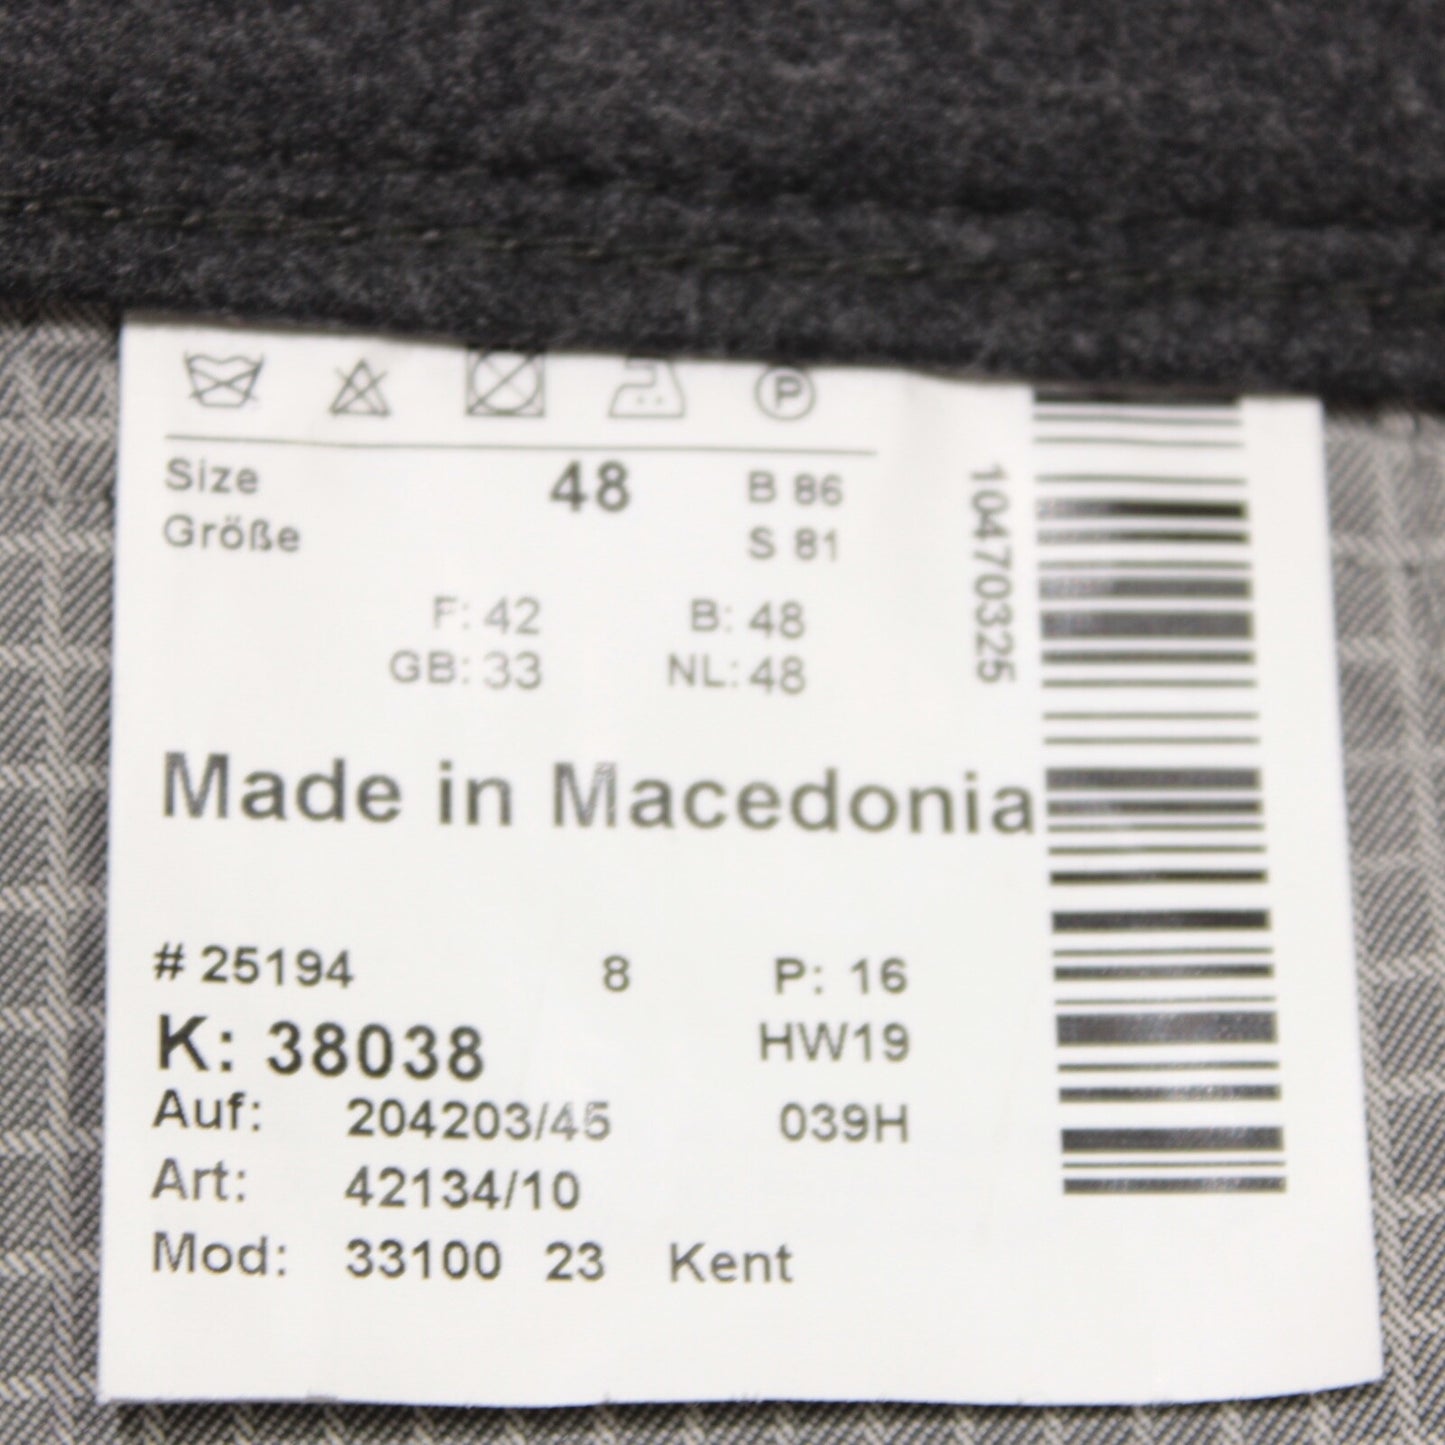 P
Size 48 B 86
Größe S 81
F: 42 B: 48
GB: 33 NL: 48
Made in Macedonia
# 25194 8 P: 16
K: 38038 HW19
Auf: 204203/45 039H
Art: 42134/10
Mod: 33100 23 Kent
10470325